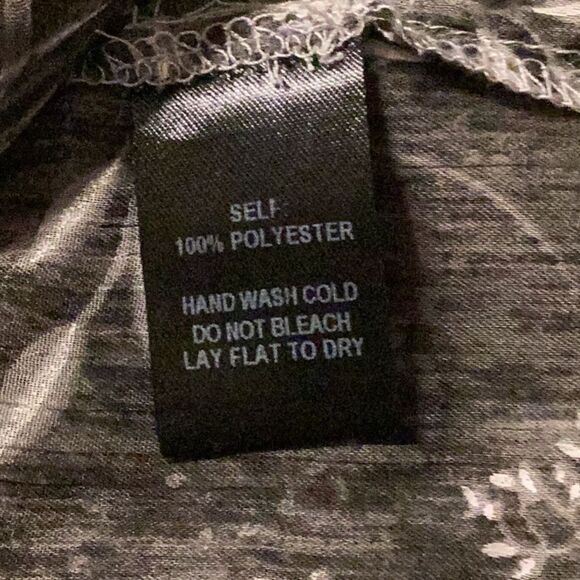 SELF:
100% POLYESTER
HAND WASH COLD
DO NOT BLEACH
LAY FLAT TO DRY